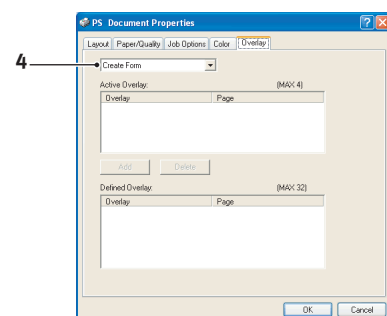 PS Document Properties
Layout Paper/Quality Job Options Color Overlay
4 Create Form
Active Overlay: (MAX 4)
Overlay Page
Add Delete
Defined Overlay: (MAX 32)
Overlay Page
OK Cancel